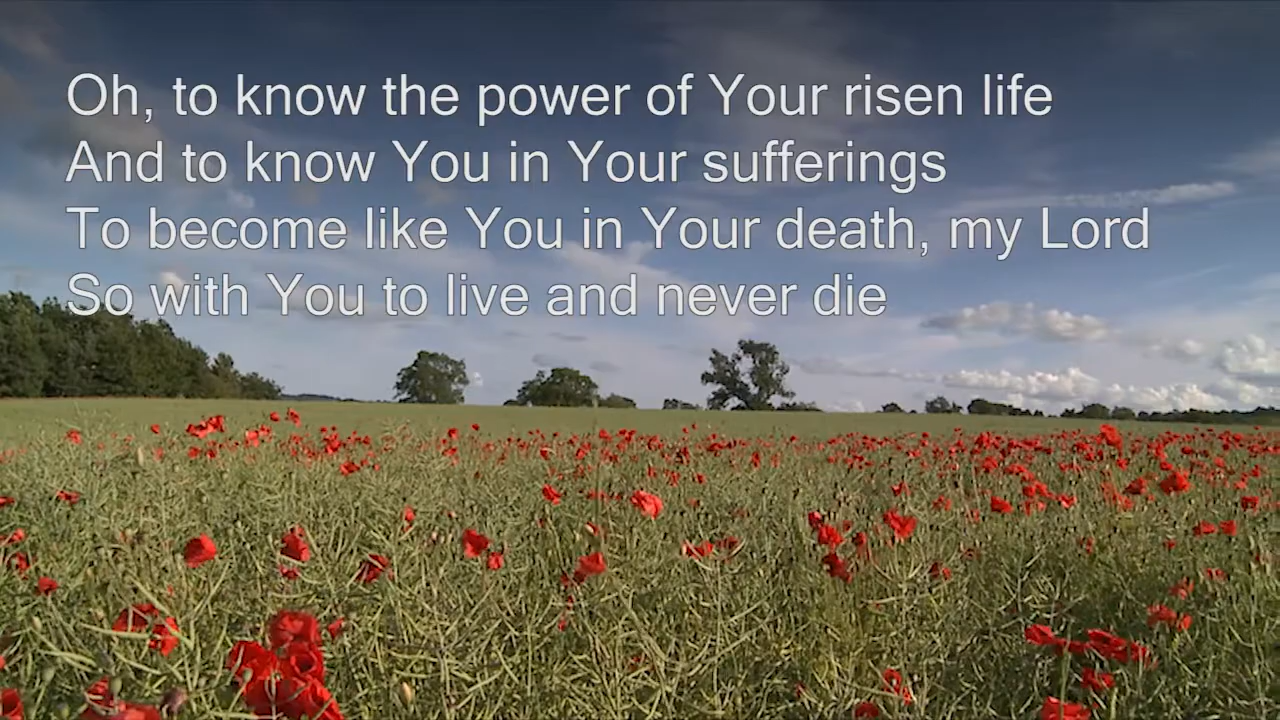 Oh, to know the power of Your risen life
And to know You in Your sufferings
To become like You in Your death, my Lord
So with You to live and never die